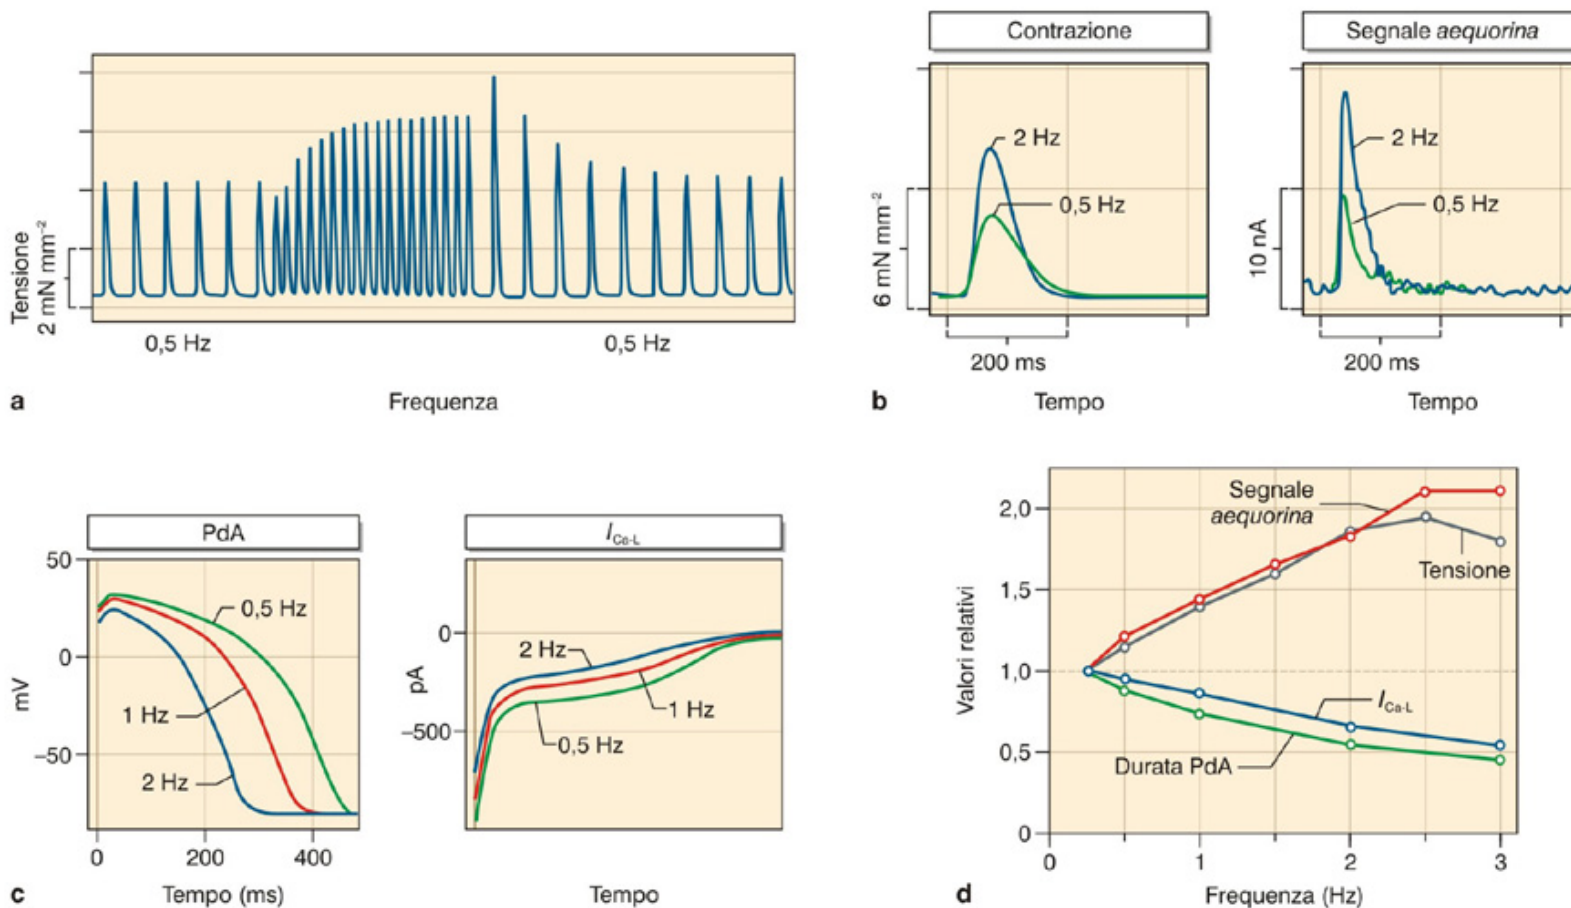 Tensione
2 mN mm⁻²
0,5 Hz
0,5 Hz
a
Frequenza
Contrazione
6 mN mm⁻²
2 Hz
0,5 Hz
200 ms
b
Tempo
Segnale aequorina
10 nA
2 Hz
0,5 Hz
200 ms
Tempo
PdA
50
0
−50
mV
0,5 Hz
1 Hz
2 Hz
0
200
400
c
Tempo (ms)
I Ca-L
0
−500
pA
2 Hz
1 Hz
0,5 Hz
Tempo
2,0
1,5
1,0
0,5
0
Valori relativi
Segnale
aequorina
Tensione
I Ca-L
Durata PdA
0
1
2
3
d
Frequenza (Hz)